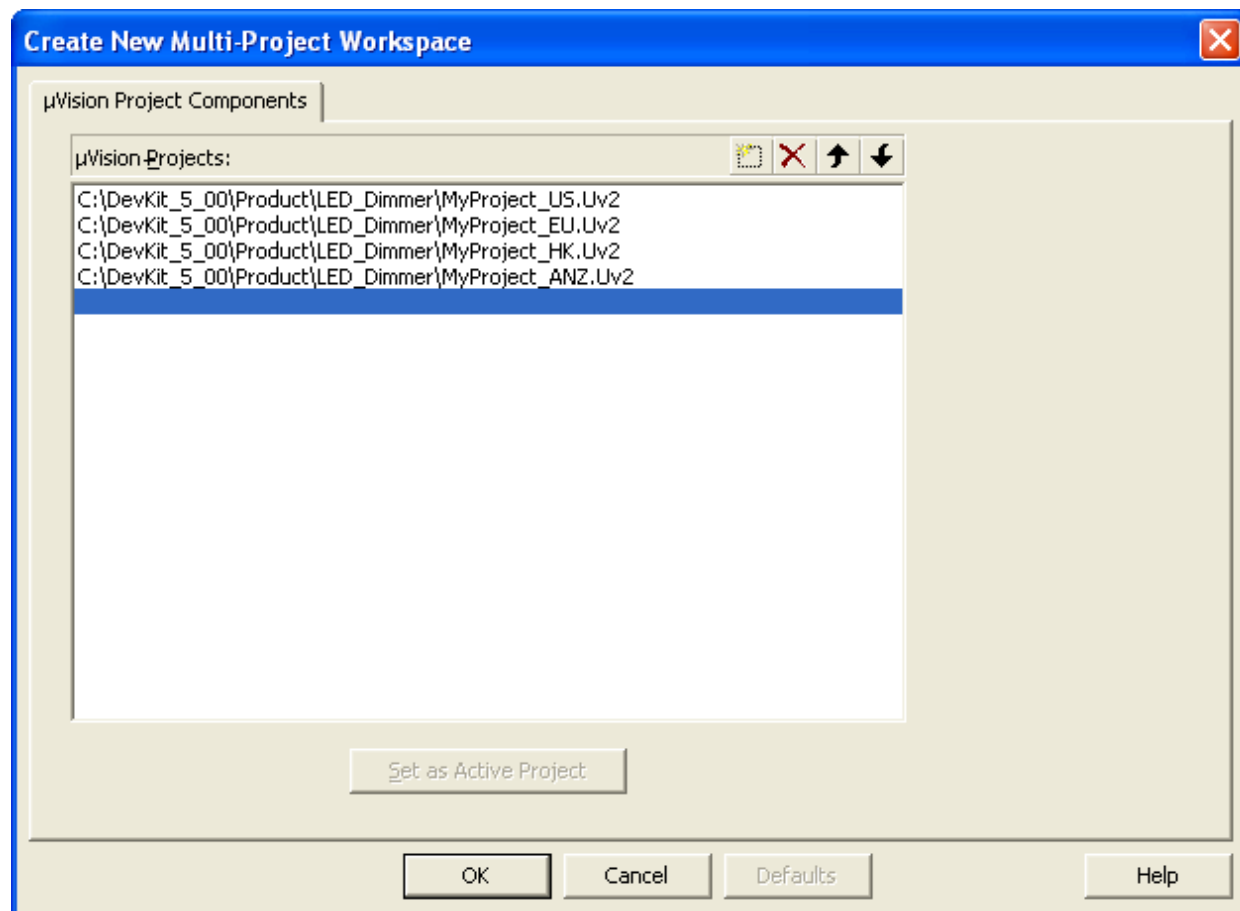 Create New Multi-Project Workspace
µVision Project Components
µVision-Projects:
C:\DevKit_5_00\Product\LED_Dimmer\MyProject_US.Uv2
C:\DevKit_5_00\Product\LED_Dimmer\MyProject_EU.Uv2
C:\DevKit_5_00\Product\LED_Dimmer\MyProject_HK.Uv2
C:\DevKit_5_00\Product\LED_Dimmer\MyProject_ANZ.Uv2
Set as Active Project
OK Cancel Defaults Help